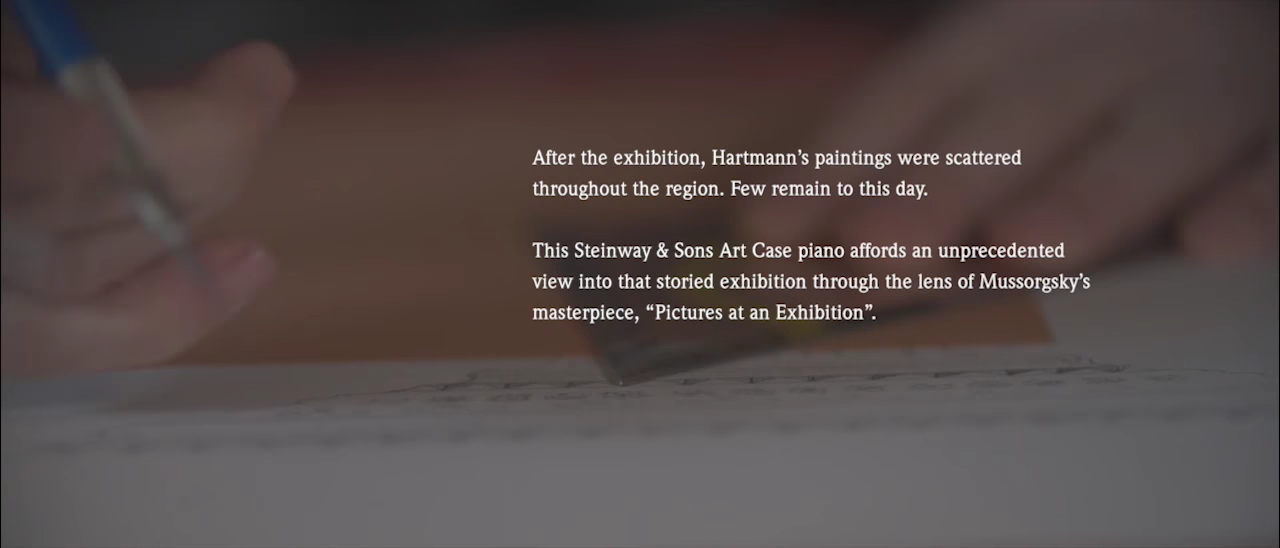 After the exhibition, Hartmann’s paintings were scattered
throughout the region. Few remain to this day.
This Steinway & Sons Art Case piano affords an unprecedented
view into that storied exhibition through the lens of Mussorgsky’s
masterpiece, “Pictures at an Exhibition”.